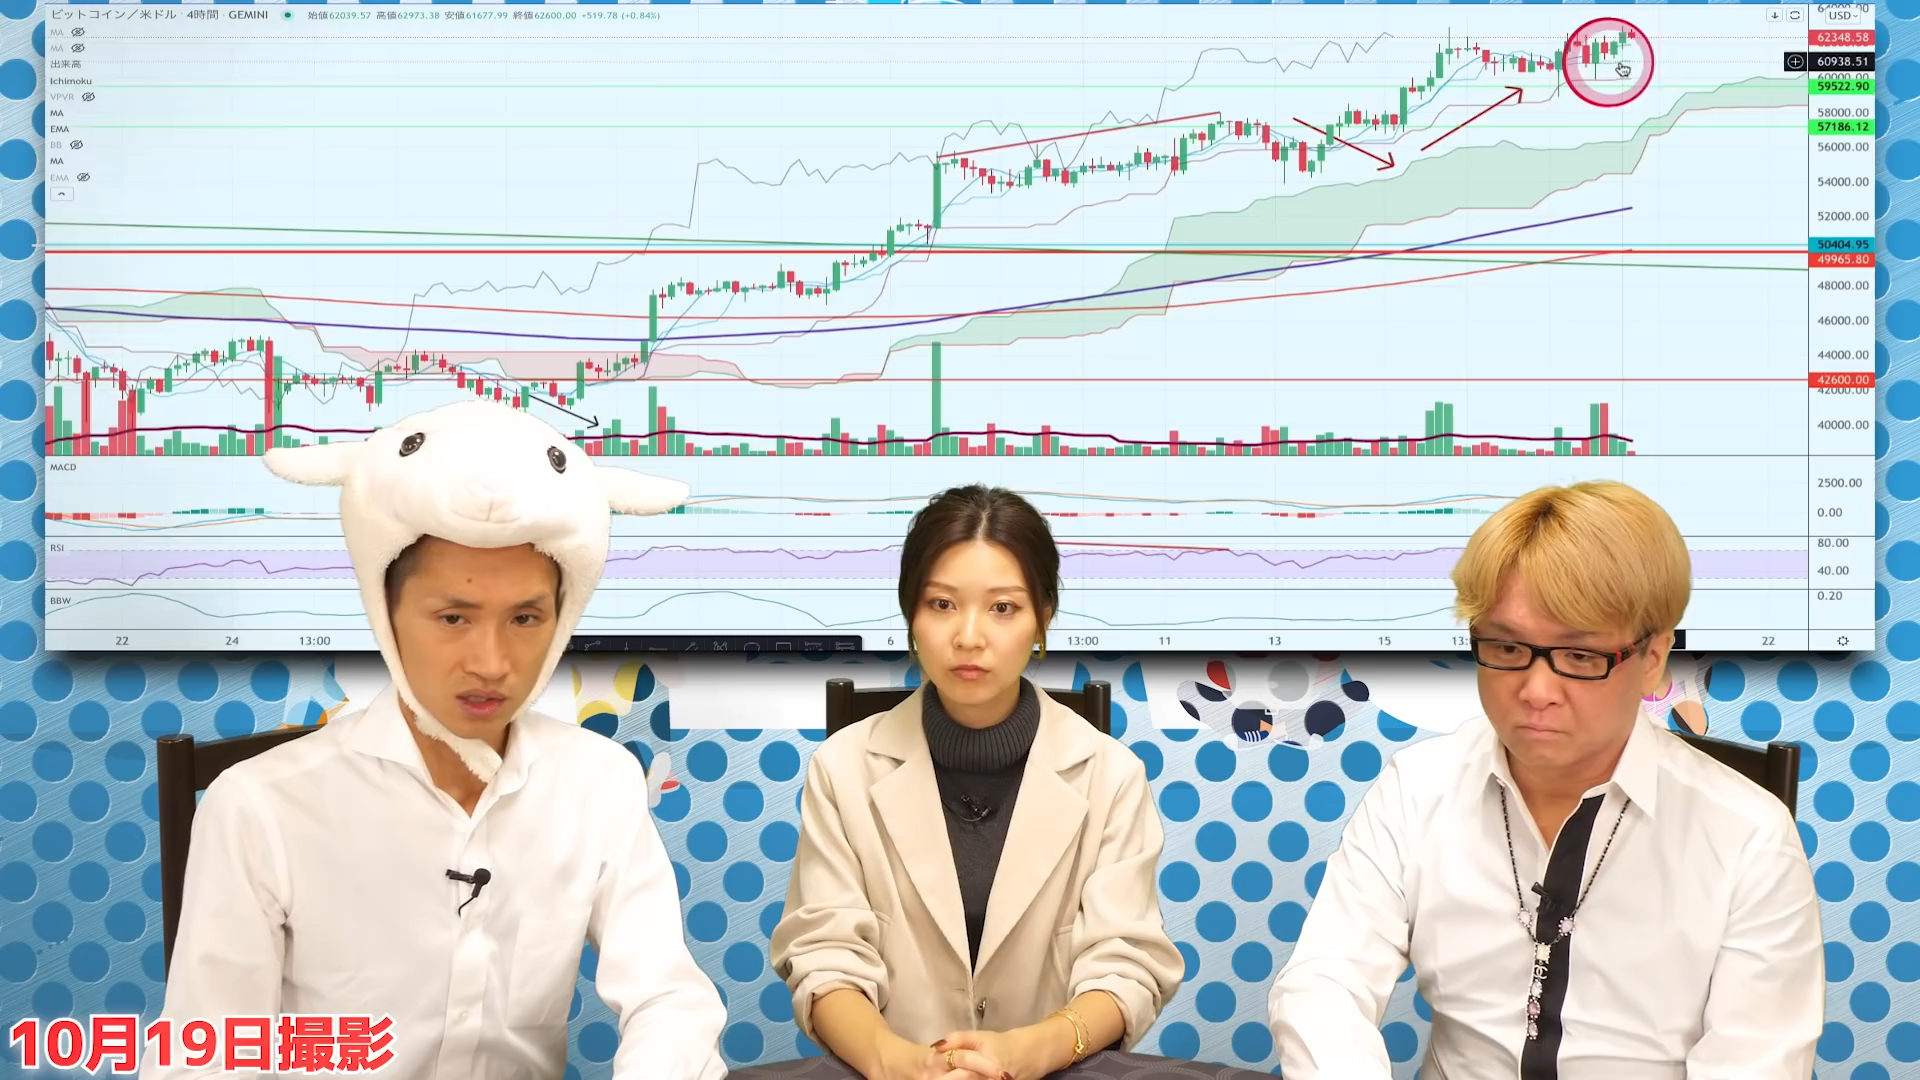 ビットコイン／米ドル · 4時間 · GEMINI 始値62039.57 高値62973.38 安値61677.99 終値62600.00 +519.78 (+0.84%)
MA
MA
出来高
Ichimoku
VPVR
MA
EMA
BB
MA
EMA
USD
62348.58
60938.51
60000.00
59522.90
58000.00
57186.12
56000.00
54000.00
52000.00
50404.95
49965.80
48000.00
46000.00
44000.00
42600.00
42000.00
40000.00
MACD
2500.00
0.00
RSI
80.00
40.00
BBW
0.20
22 24 13:00 6 13:00 11 13 15 22
10月19日撮影